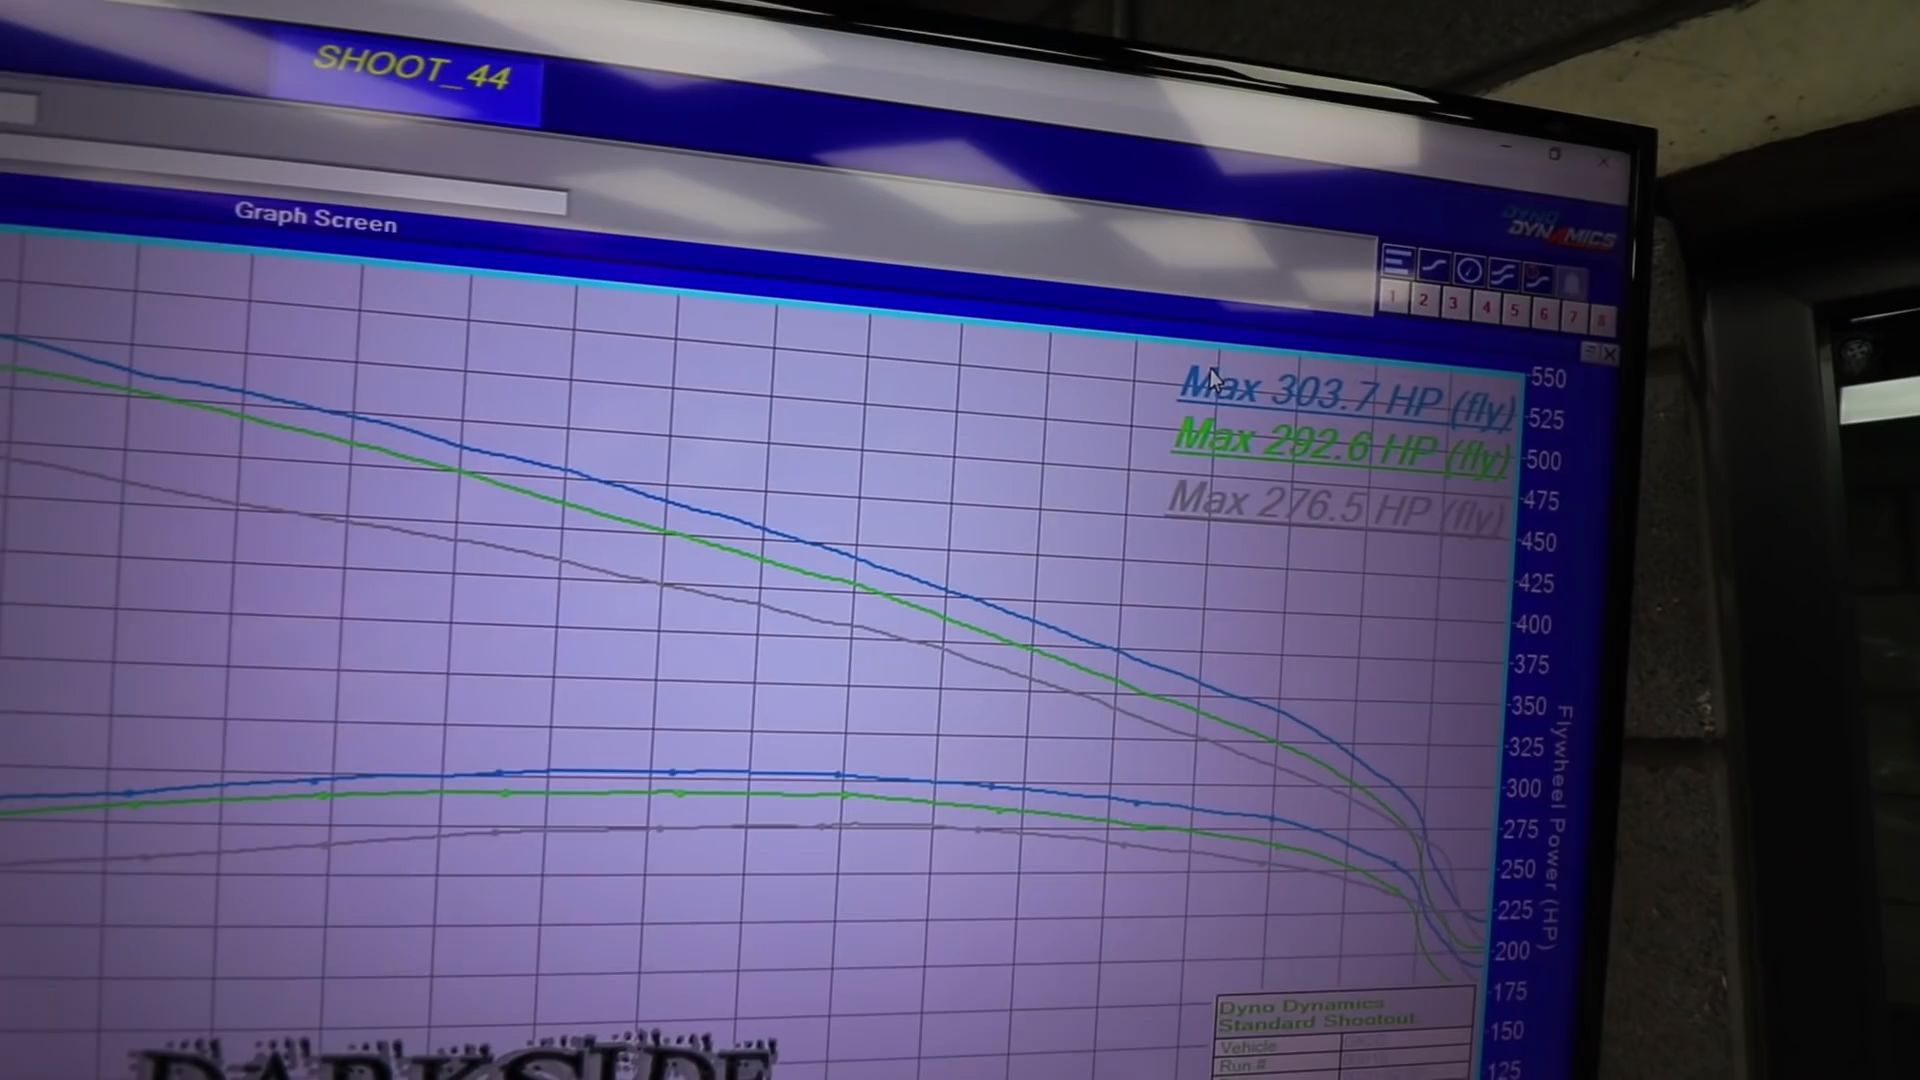 SHOOT_44
Graph Screen
DYNO
DYNAMICS
1 2 3 4 5 6 7 8
Max 303.7 HP (fly)
Max 292.6 HP (fly)
Max 276.5 HP (fly)
550
525
500
475
450
425
400
375
350
325
300
275
250
225
200
175
150
125
Flywheel Power (HP)
Dyno Dynamics
Standard Shootout
Vehicle
Run #
DARKSIDE